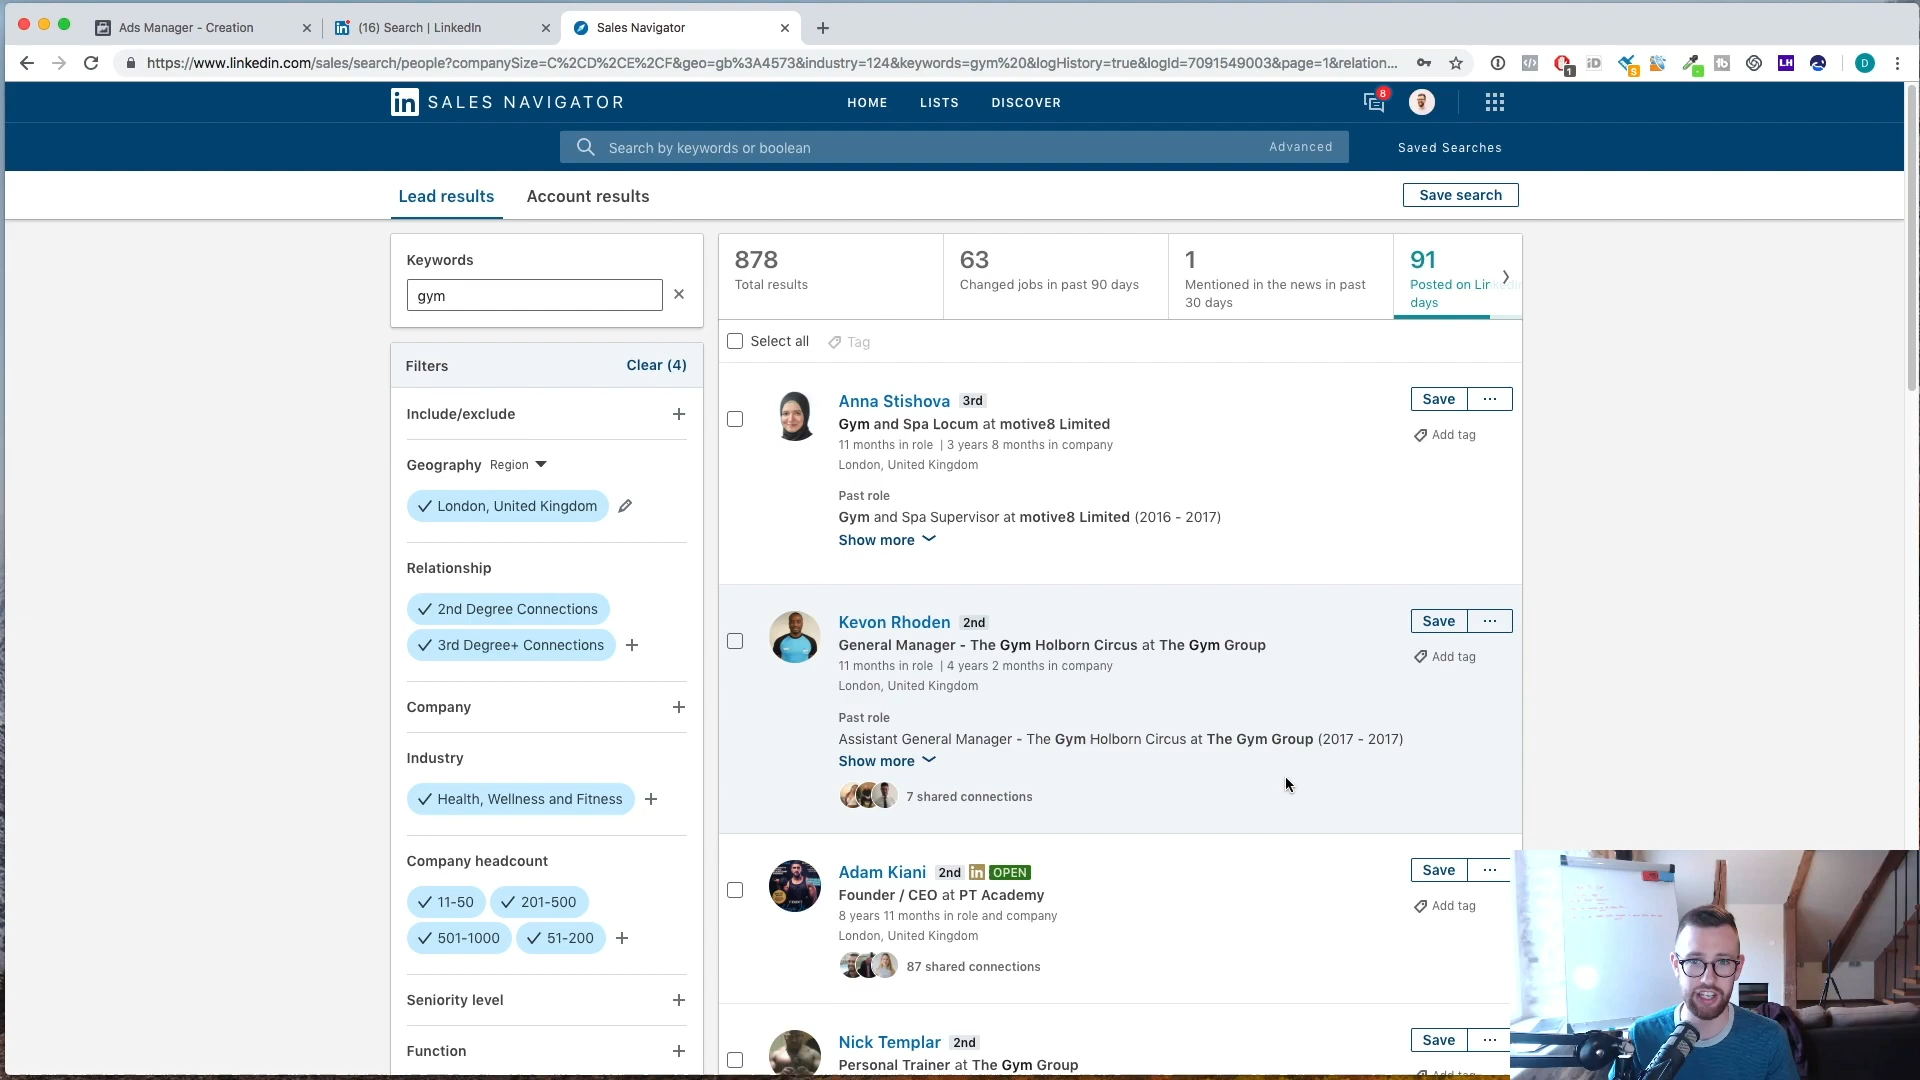 Ads Manager - Creation
(16) Search | LinkedIn
Sales Navigator
https://www.linkedin.com/sales/search/people?companySize=C%2CD%2CE%2CF&geo=gb%3A4573&industry=124&keywords=gym%20&logHistory=true&logId=7091549003&page=1&relation...
in SALES NAVIGATOR
HOME
LISTS
DISCOVER
8
Search by keywords or boolean
Advanced
Saved Searches
Lead results
Account results
Save search
Keywords
gym
Filters
Clear (4)
Include/exclude
Geography Region
London, United Kingdom
Relationship
2nd Degree Connections
3rd Degree+ Connections
Company
Industry
Health, Wellness and Fitness
Company headcount
11-50
201-500
501-1000
51-200
Seniority level
Function
878
Total results
63
Changed jobs in past 90 days
1
Mentioned in the news in past
30 days
91
Posted on Lin
days
Select all
Tag
Anna Stishova 3rd
Gym and Spa Locum at motive8 Limited
11 months in role | 3 years 8 months in company
London, United Kingdom
Past role
Gym and Spa Supervisor at motive8 Limited (2016 - 2017)
Show more
Save
Add tag
Kevon Rhoden 2nd
General Manager - The Gym Holborn Circus at The Gym Group
11 months in role | 4 years 2 months in company
London, United Kingdom
Past role
Assistant General Manager - The Gym Holborn Circus at The Gym Group (2017 - 2017)
Show more
7 shared connections
Save
Add tag
Adam Kiani 2nd in OPEN
Founder / CEO at PT Academy
8 years 11 months in role and company
London, United Kingdom
87 shared connections
Save
Add tag
Nick Templar 2nd
Personal Trainer at The Gym Group
Save